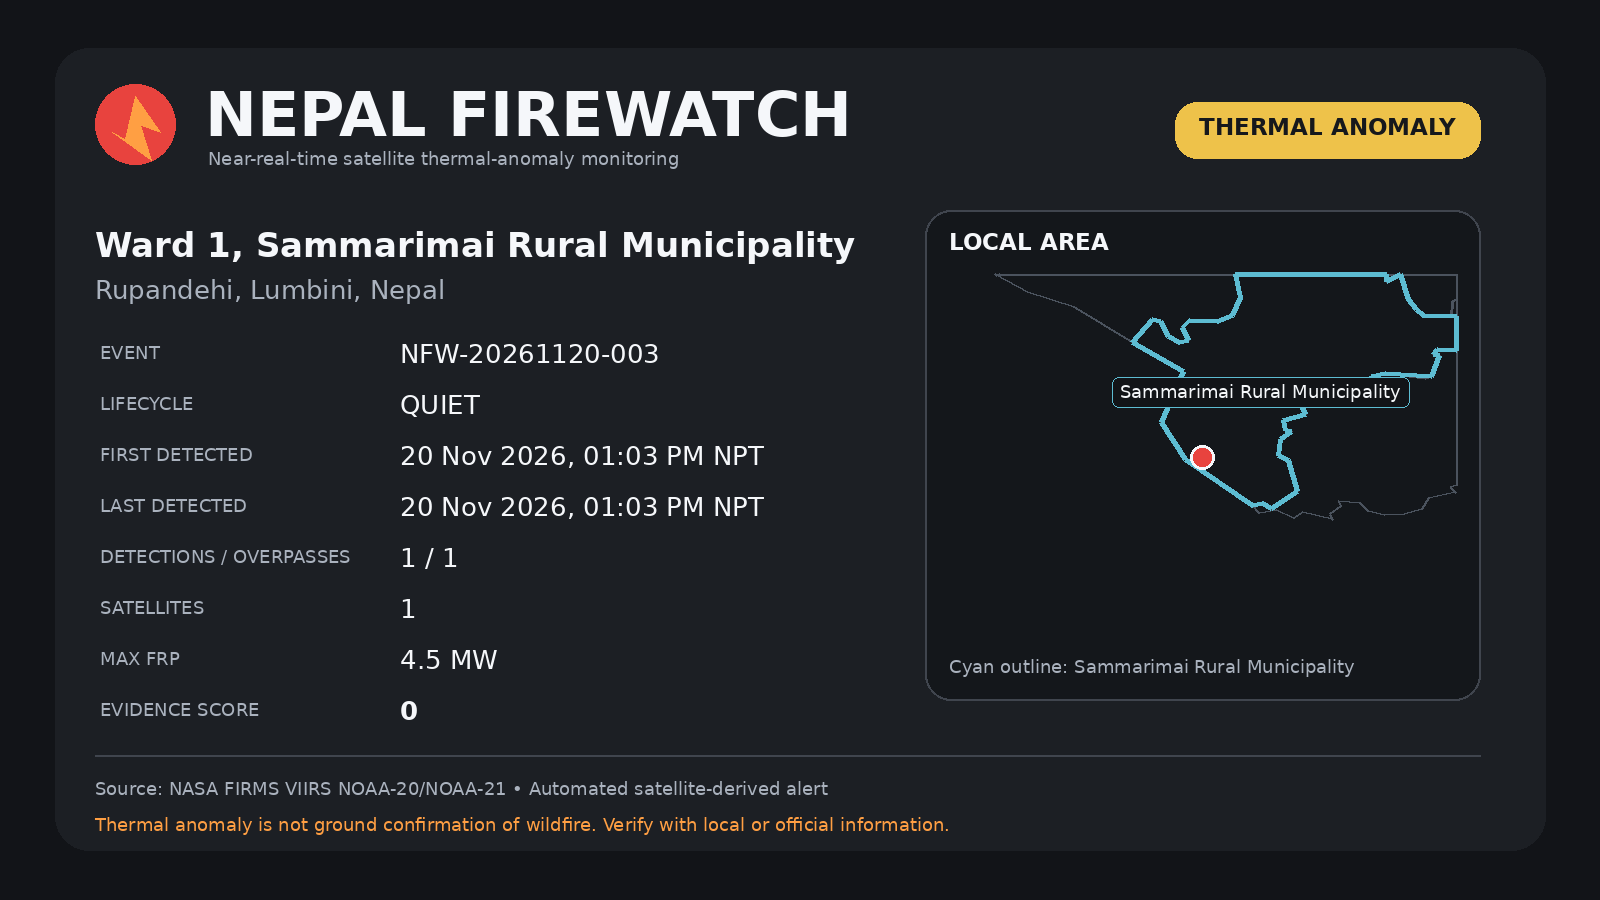 NEPAL FIREWATCH
Near-real-time satellite thermal-anomaly monitoring
THERMAL ANOMALY
Ward 1, Sammarimai Rural Municipality
Rupandehi, Lumbini, Nepal
EVENT NFW-20261120-003
LIFECYCLE QUIET
FIRST DETECTED 20 Nov 2026, 01:03 PM NPT
LAST DETECTED 20 Nov 2026, 01:03 PM NPT
DETECTIONS / OVERPASSES 1 / 1
SATELLITES 1
MAX FRP 4.5 MW
EVIDENCE SCORE 0
LOCAL AREA
Sammarimai Rural Municipality
Cyan outline: Sammarimai Rural Municipality
Source: NASA FIRMS VIIRS NOAA-20/NOAA-21 • Automated satellite-derived alert
Thermal anomaly is not ground confirmation of wildfire. Verify with local or official information.